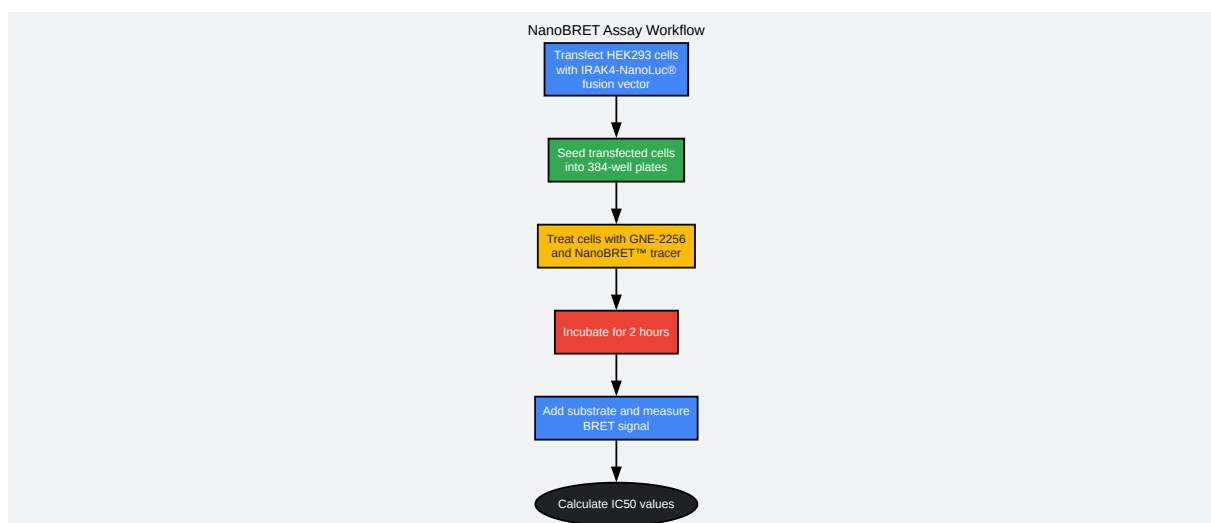 NanoBRET Assay Workflow
Transfect HEK293 cells
with IRAK4-NanoLuc®
fusion vector
Seed transfected cells
into 384-well plates
Treat cells with GNE-2256
and NanoBRET™ tracer
Incubate for 2 hours
Add substrate and measure
BRET signal
Calculate IC50 values